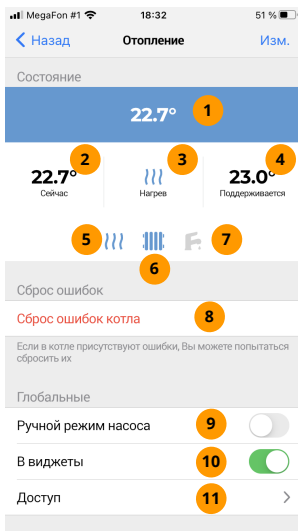 MegaFon #1 18:32 51 %
Назад Отопление Изм.
Состояние
22.7° 1
2 3 4
22.7° 23.0°
Сейчас Нагрев Поддерживается
5 7
6
Сброс ошибок
Сброс ошибок котла 8
Если в котле присутствуют ошибки, Вы можете попытаться
сбросить их
Глобальные
Ручной режим насоса 9
В виджеты 10
Доступ 11